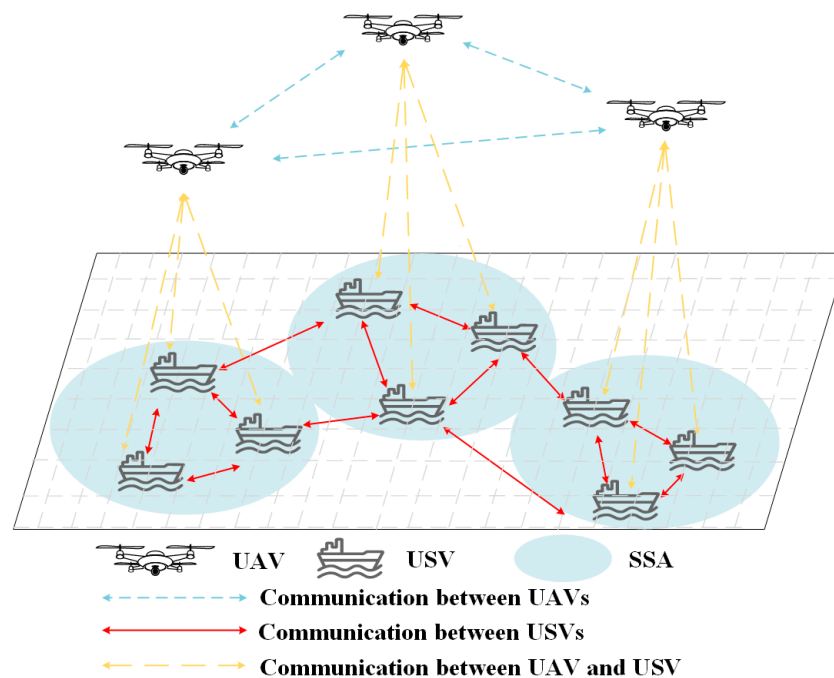 UAV USV SSA
Communication between UAVs
Communication between USVs
Communication between UAV and USV